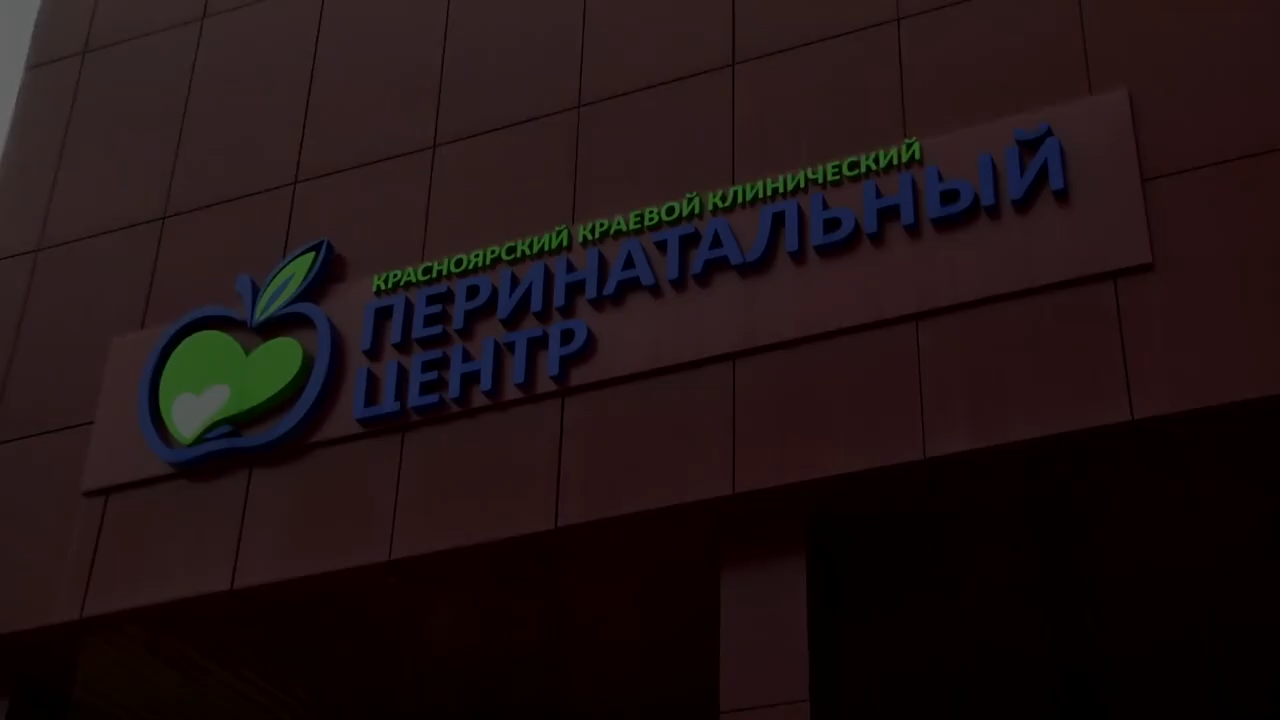 КРАСНОЯРСКИЙ КРАЕВОЙ КЛИНИЧЕСКИЙ
ПЕРИНАТАЛЬНЫЙ
ЦЕНТР